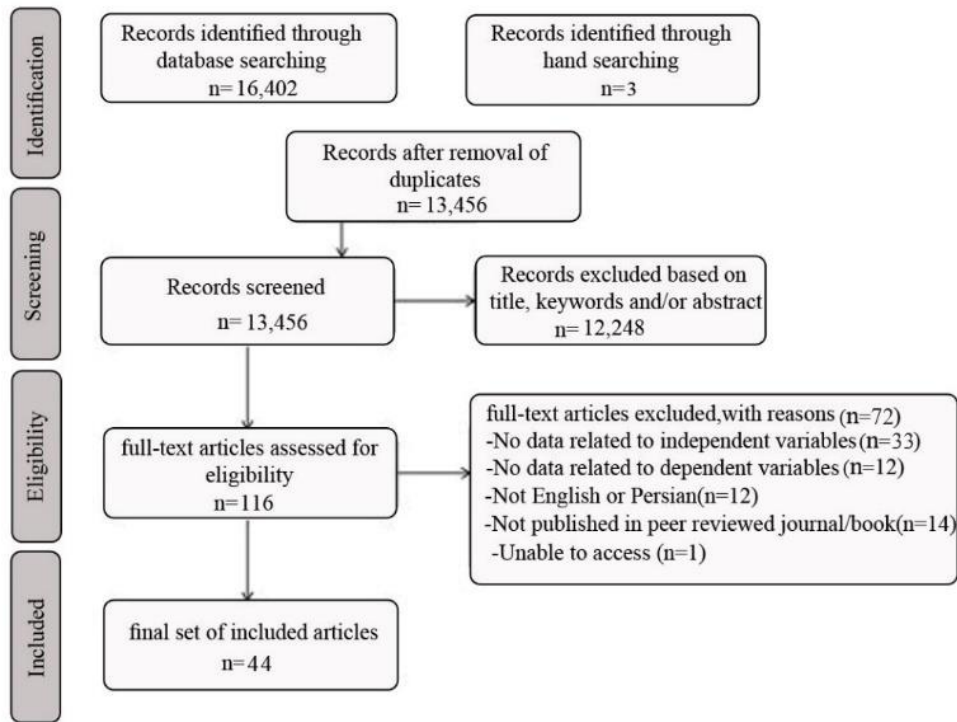 Identification
Records identified through
database searching
n=16,402
Records identified through
hand searching
n=3
Records after removal of
duplicates
n=13,456
Screening
Records screened
n=13,456
Records excluded based on
title, keywords and/or abstract
n=12,248
Eligibility
full-text articles assessed for
eligibility
n=116
full-text articles excluded,with reasons (n=72)
-No data related to independent variables(n=33)
-No data related to dependent variables (n=12)
-Not English or Persian(n=12)
-Not published in peer reviewed journal/book(n=14)
-Unable to access (n=1)
Included
final set of included articles
n=44